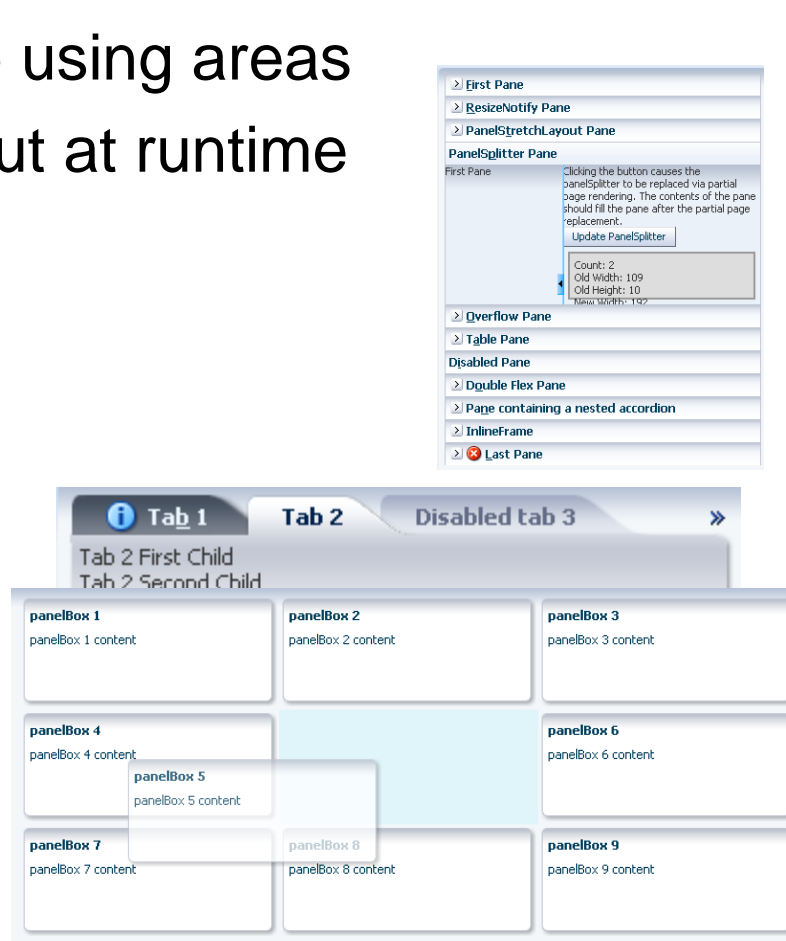 using areas
ut at runtime
First Pane
ResizeNotify Pane
PanelStretchLayout Pane
PanelSplitter Pane
First Pane
Clicking the button causes the
panelSplitter to be replaced via partial
page rendering. The contents of the pane
should fill the pane after the partial page
replacement.
Update PanelSplitter
Count: 2
Old Width: 109
Old Height: 10
New Width: 192
Overflow Pane
Table Pane
Disabled Pane
Double Flex Pane
Pane containing a nested accordion
InlineFrame
Last Pane
Tab 1 Tab 2 Disabled tab 3 »
Tab 2 First Child
Tab 2 Second Child
panelBox 1 panelBox 2 panelBox 3
panelBox 1 content panelBox 2 content panelBox 3 content
panelBox 4 panelBox 6
panelBox 4 content panelBox 6 content
panelBox 5
panelBox 5 content
panelBox 7 panelBox 8 panelBox 9
panelBox 7 content panelBox 8 content panelBox 9 content